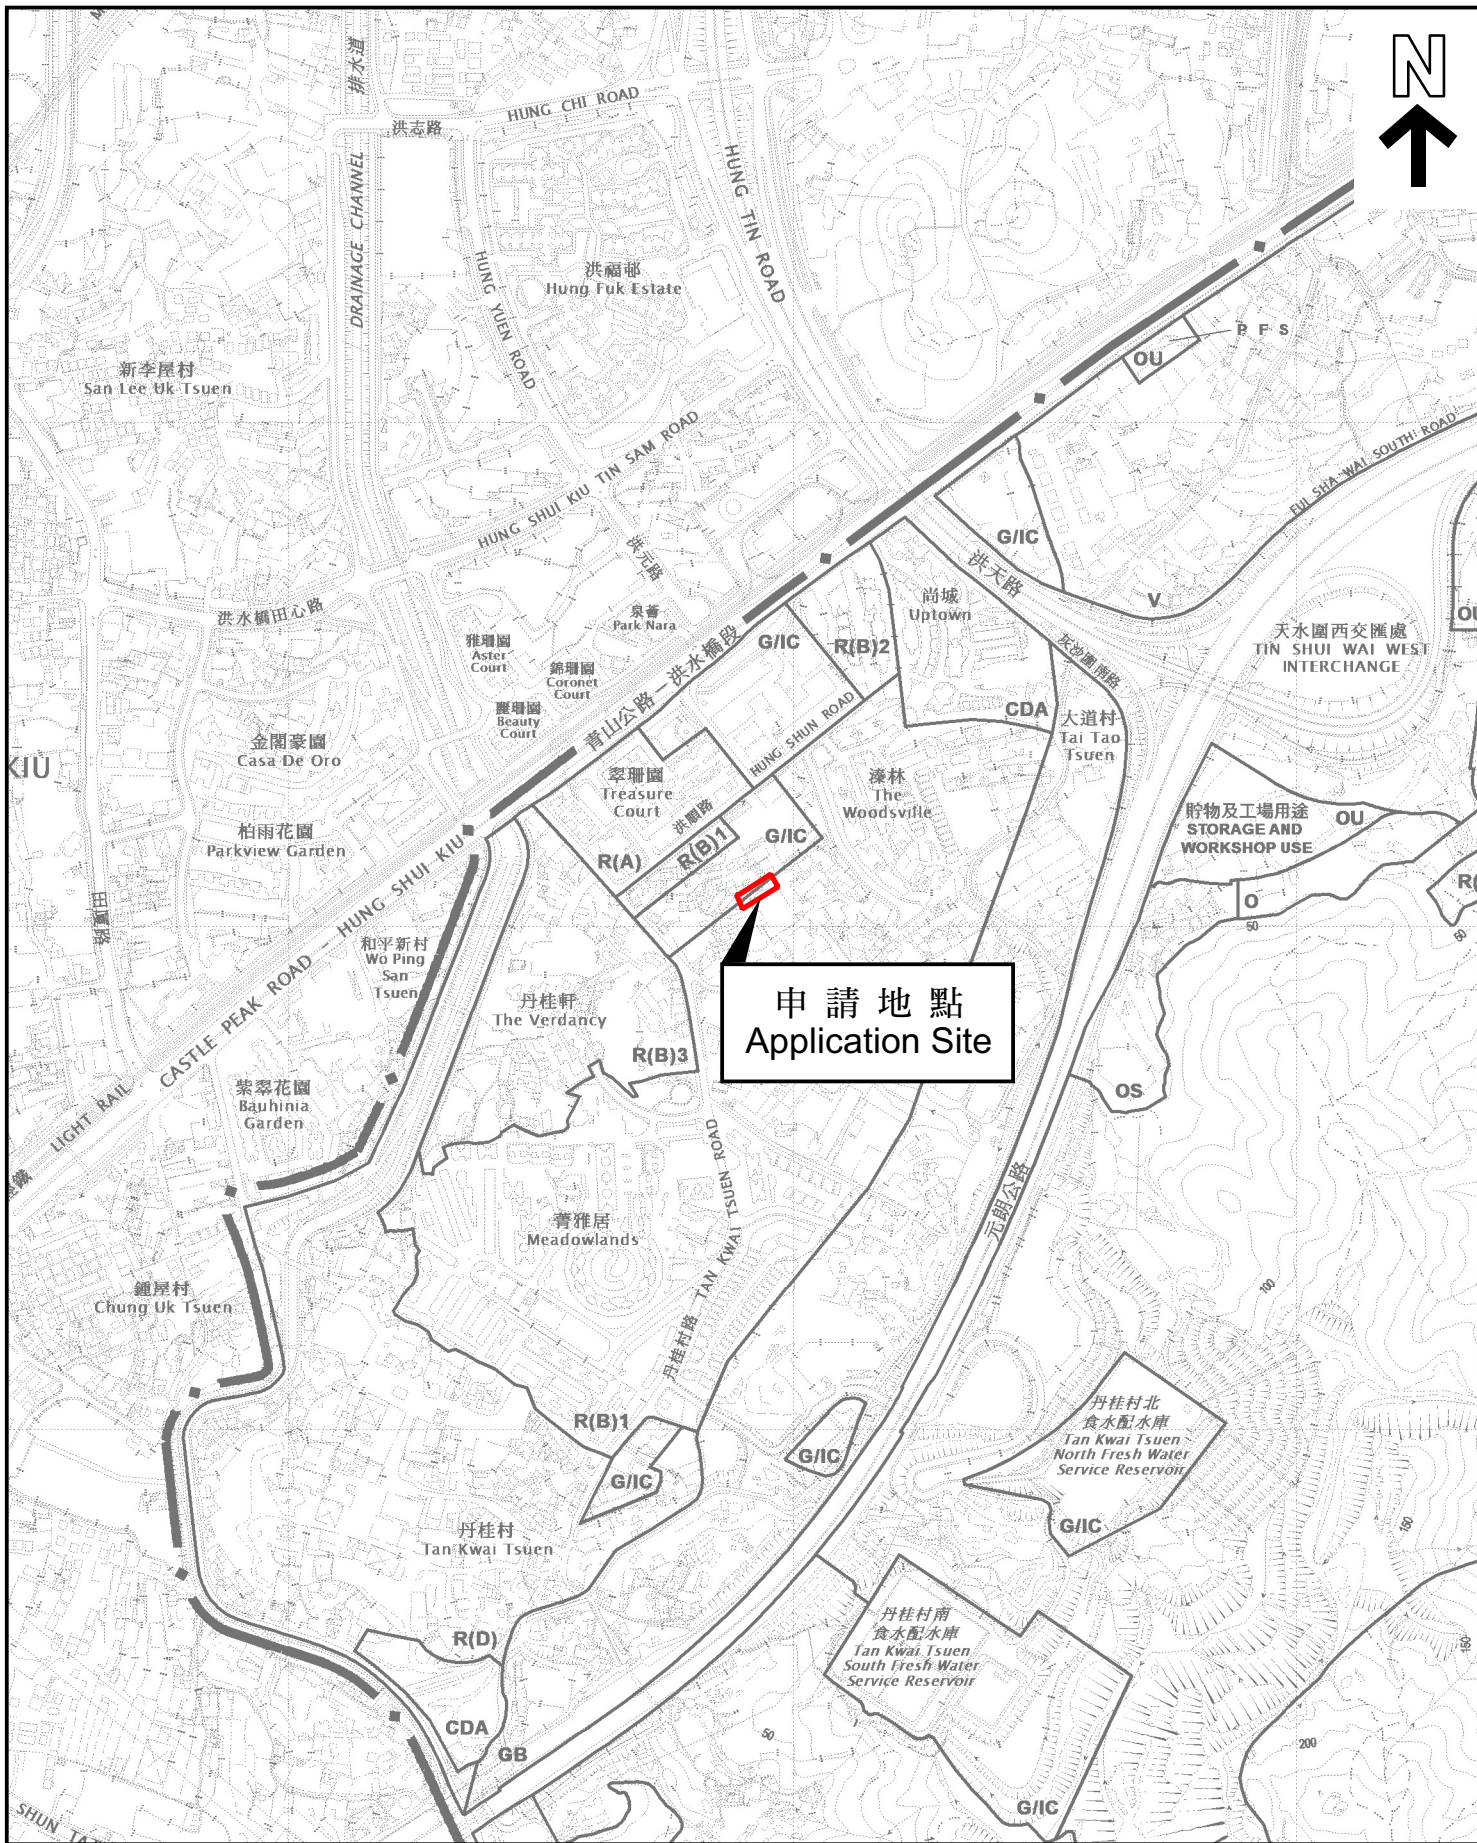 N
排水道
HUNG CHI ROAD
洪志路
DRAINAGE CHANNEL
HUNG TIN ROAD
HUNG YUEN ROAD
洪福邨
Hung Fuk Estate
P F S
OU
新李屋村
San Lee Uk Tsuen
HUNG SHUI KIU TIN SAM ROAD
FUI SHA WAI SOUTH ROAD
G/IC
洪天路
洪元路
尚城
Uptown
V
洪水橋田心路
泉薈
Park Nara
雅珊園
Aster
Court
錦珊園
Coronet
Court
麗珊園
Beauty
Court
青山公路－洪水橋段
G/IC
R(B)2
灰沙圍南路
天水圍西交匯處
TIN SHUI WAI WEST
INTERCHANGE
OU
CDA
大道村
Tai Tao
Tsuen
HUNG SHUN ROAD
金閣豪園
Casa De Oro
KIU
翠珊園
Treasure
Court
溱林
The
Woodsville
洪順路
貯物及工場用途
STORAGE AND
WORKSHOP USE
OU
柏雨花園
Parkview Garden
R(A)
R(B)1
G/IC
田廈路
O
50
50
和平新村
Wo Ping
San
Tsuen
丹桂軒
The Verdancy
申請地點
Application Site
R(B)3
CASTLE PEAK ROAD - HUNG SHUI KIU
LIGHT RAIL
紫翠花園
Bauhinia
Garden
OS
丹桂村路 TAN KWAI TSUEN ROAD
元朗公路
菁雅居
Meadowlands
鍾屋村
Chung Uk Tsuen
100
丹桂村北
食水配水庫
Tan Kwai Tsuen
North Fresh Water
Service Reservoir
R(B)1
G/IC
G/IC
G/IC
150
丹桂村
Tan Kwai Tsuen
丹桂村南
食水配水庫
Tan Kwai Tsuen
South Fresh Water
Service Reservoir
R(D)
150
CDA
GB
50
200
G/IC
SHUN